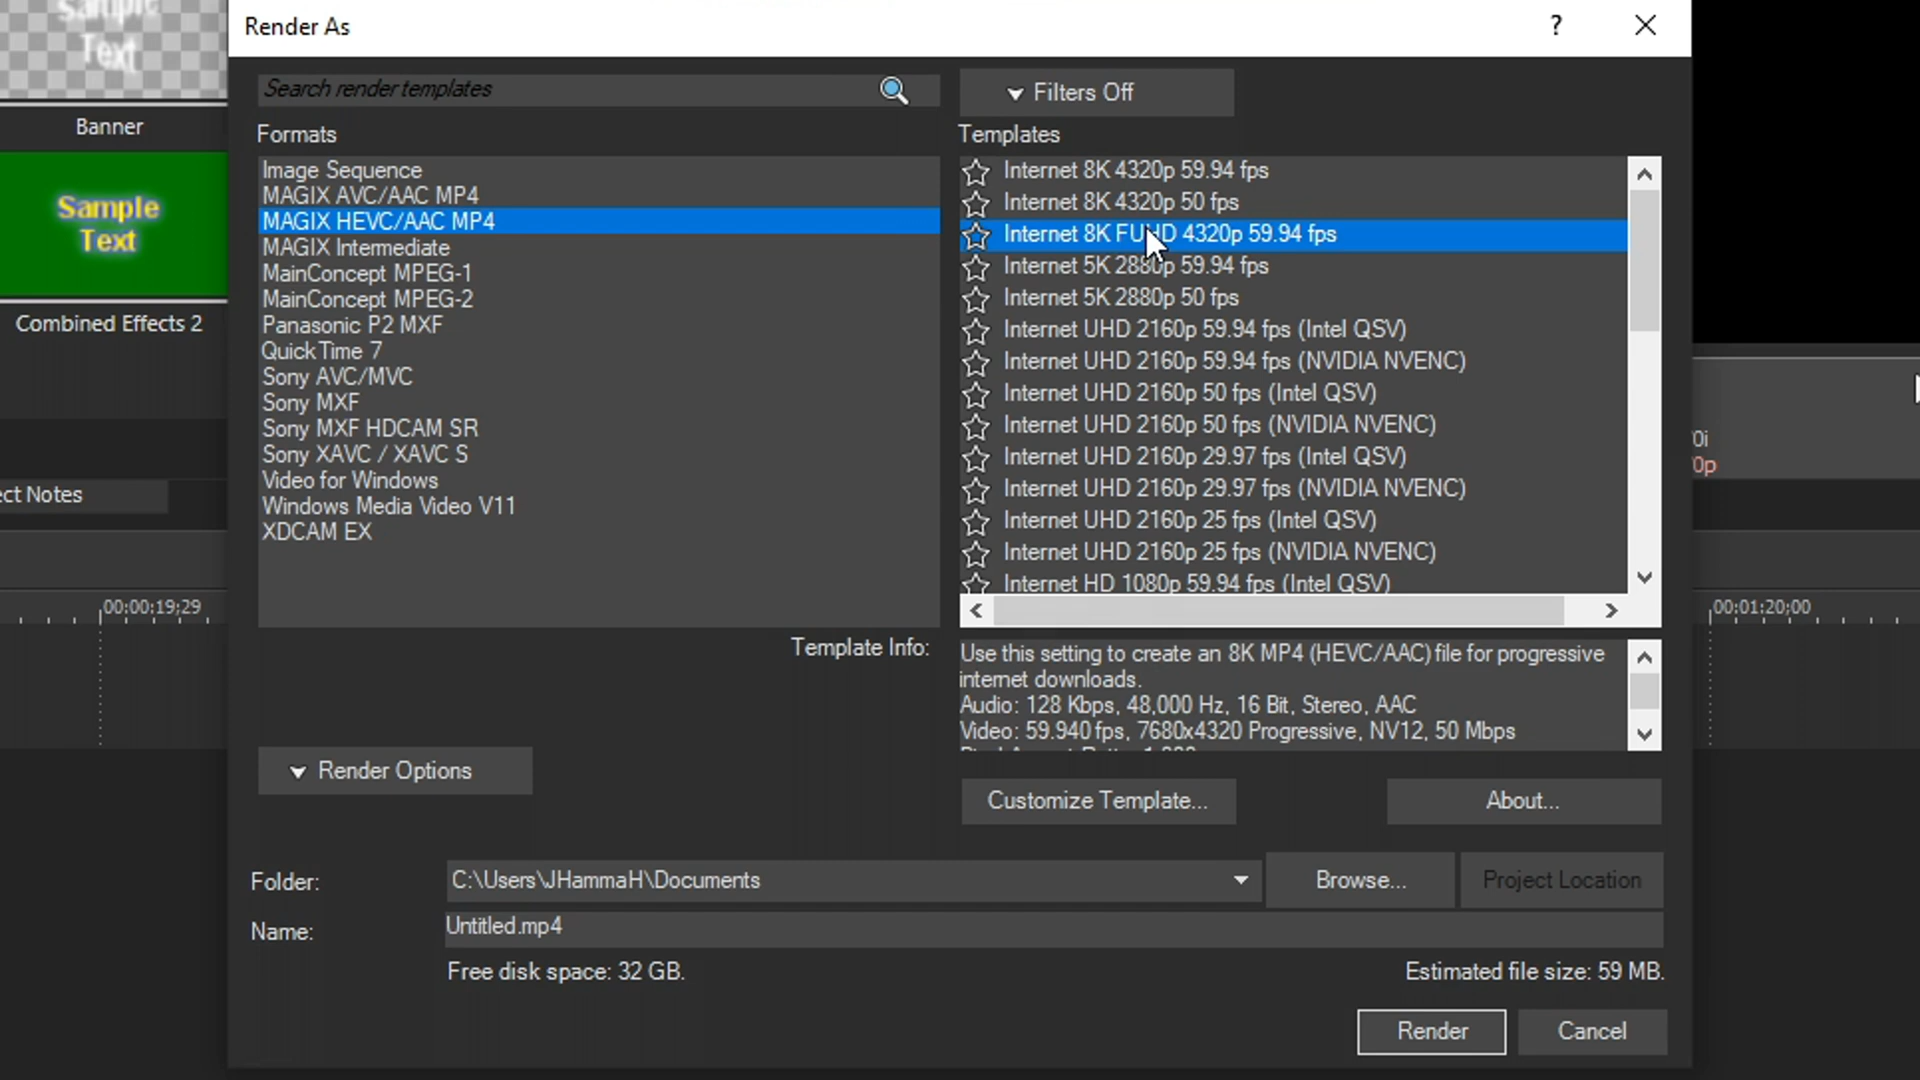 Sample
Text
Banner
Sample
Text
Combined Effects 2
ect Notes
00:00:19;29
Render As
?
Search render templates
Filters Off
Formats
Image Sequence
MAGIX AVC/AAC MP4
MAGIX HEVC/AAC MP4
MAGIX Intermediate
MainConcept MPEG-1
MainConcept MPEG-2
Panasonic P2 MXF
QuickTime 7
Sony AVC/MVC
Sony MXF
Sony MXF HDCAM SR
Sony XAVC / XAVC S
Video for Windows
Windows Media Video V11
XDCAM EX
Templates
Internet 8K 4320p 59.94 fps
Internet 8K 4320p 50 fps
Internet 8K FUHD 4320p 59.94 fps
Internet 5K 2880p 59.94 fps
Internet 5K 2880p 50 fps
Internet UHD 2160p 59.94 fps (Intel QSV)
Internet UHD 2160p 59.94 fps (NVIDIA NVENC)
Internet UHD 2160p 50 fps (Intel QSV)
Internet UHD 2160p 50 fps (NVIDIA NVENC)
Internet UHD 2160p 29.97 fps (Intel QSV)
Internet UHD 2160p 29.97 fps (NVIDIA NVENC)
Internet UHD 2160p 25 fps (Intel QSV)
Internet UHD 2160p 25 fps (NVIDIA NVENC)
Internet HD 1080p 59.94 fps (Intel QSV)
Template Info:
Use this setting to create an 8K MP4 (HEVC/AAC) file for progressive
internet downloads.
Audio: 128 Kbps, 48,000 Hz, 16 Bit, Stereo, AAC
Video: 59.940 fps, 7680x4320 Progressive, NV12, 50 Mbps
Render Options
Customize Template...
About...
Folder:
C:\Users\JHammaH\Documents
Browse...
Project Location
Name:
Untitled.mp4
Free disk space: 32 GB.
Estimated file size: 59 MB.
Render
Cancel
0i
0p
00:01:20;00